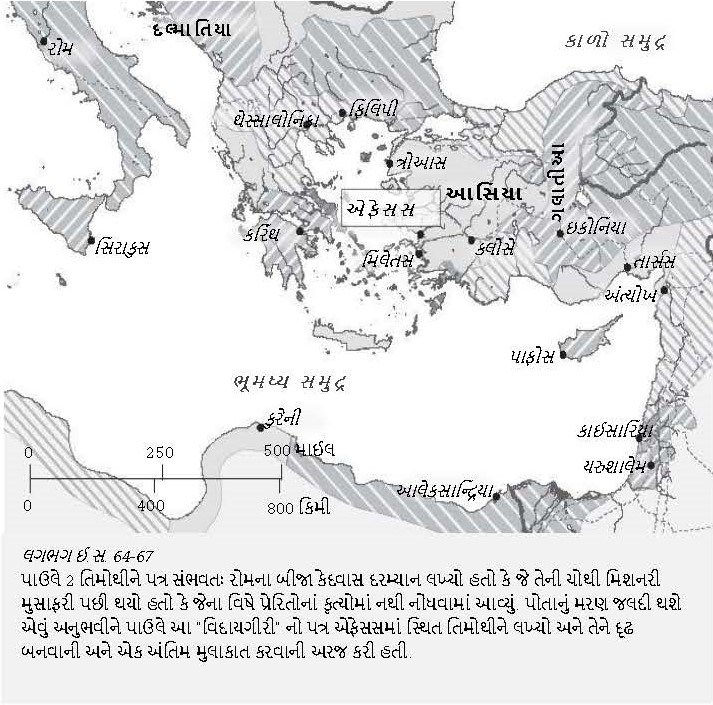 દલ્માતિયા
રોમ
કાળો સમુદ્ર
થેસ્સાલોનિકા
ફિલિપી
ત્રોઆસ
આસિયા
ગલાતીઆ
એફેસસ
સિરાકુસ
કરિંથ
મિલેતસ
કલોસે
ઇકોનિયા
તાર્સસ
અંત્યોખ
પાફોસ
ભૂમધ્ય સમુદ્ર
કુરેની
કાઈસારિયા
યરુશાલેમ
આલેક્સાન્દ્રિયા
0 250 500 માઈલ
0 400 800 કિમી
લગભગ ઈ.સ. 64-67
પાઉલે 2 તિમોથીને પત્ર સંભવતઃ રોમના બીજા કેદવાસ દરમ્યાન લખ્યો હતો કે જે તેની ચોથી મિશનરી
મુસાફરી પછી થયો હતો કે જેના વિષે પ્રેરિતોનાં કૃત્યોમાં નથી નોંધવામાં આવ્યું. પોતાનું મરણ જલદી થશે
એવું અનુભવીને પાઉલે આ "વિદાયગીરી" નો પત્ર એફેસસમાં સ્થિત તિમોથીને લખ્યો અને તેને દૃઢ
બનવાની અને એક અંતિમ મુલાકાત કરવાની અરજ કરી હતી.